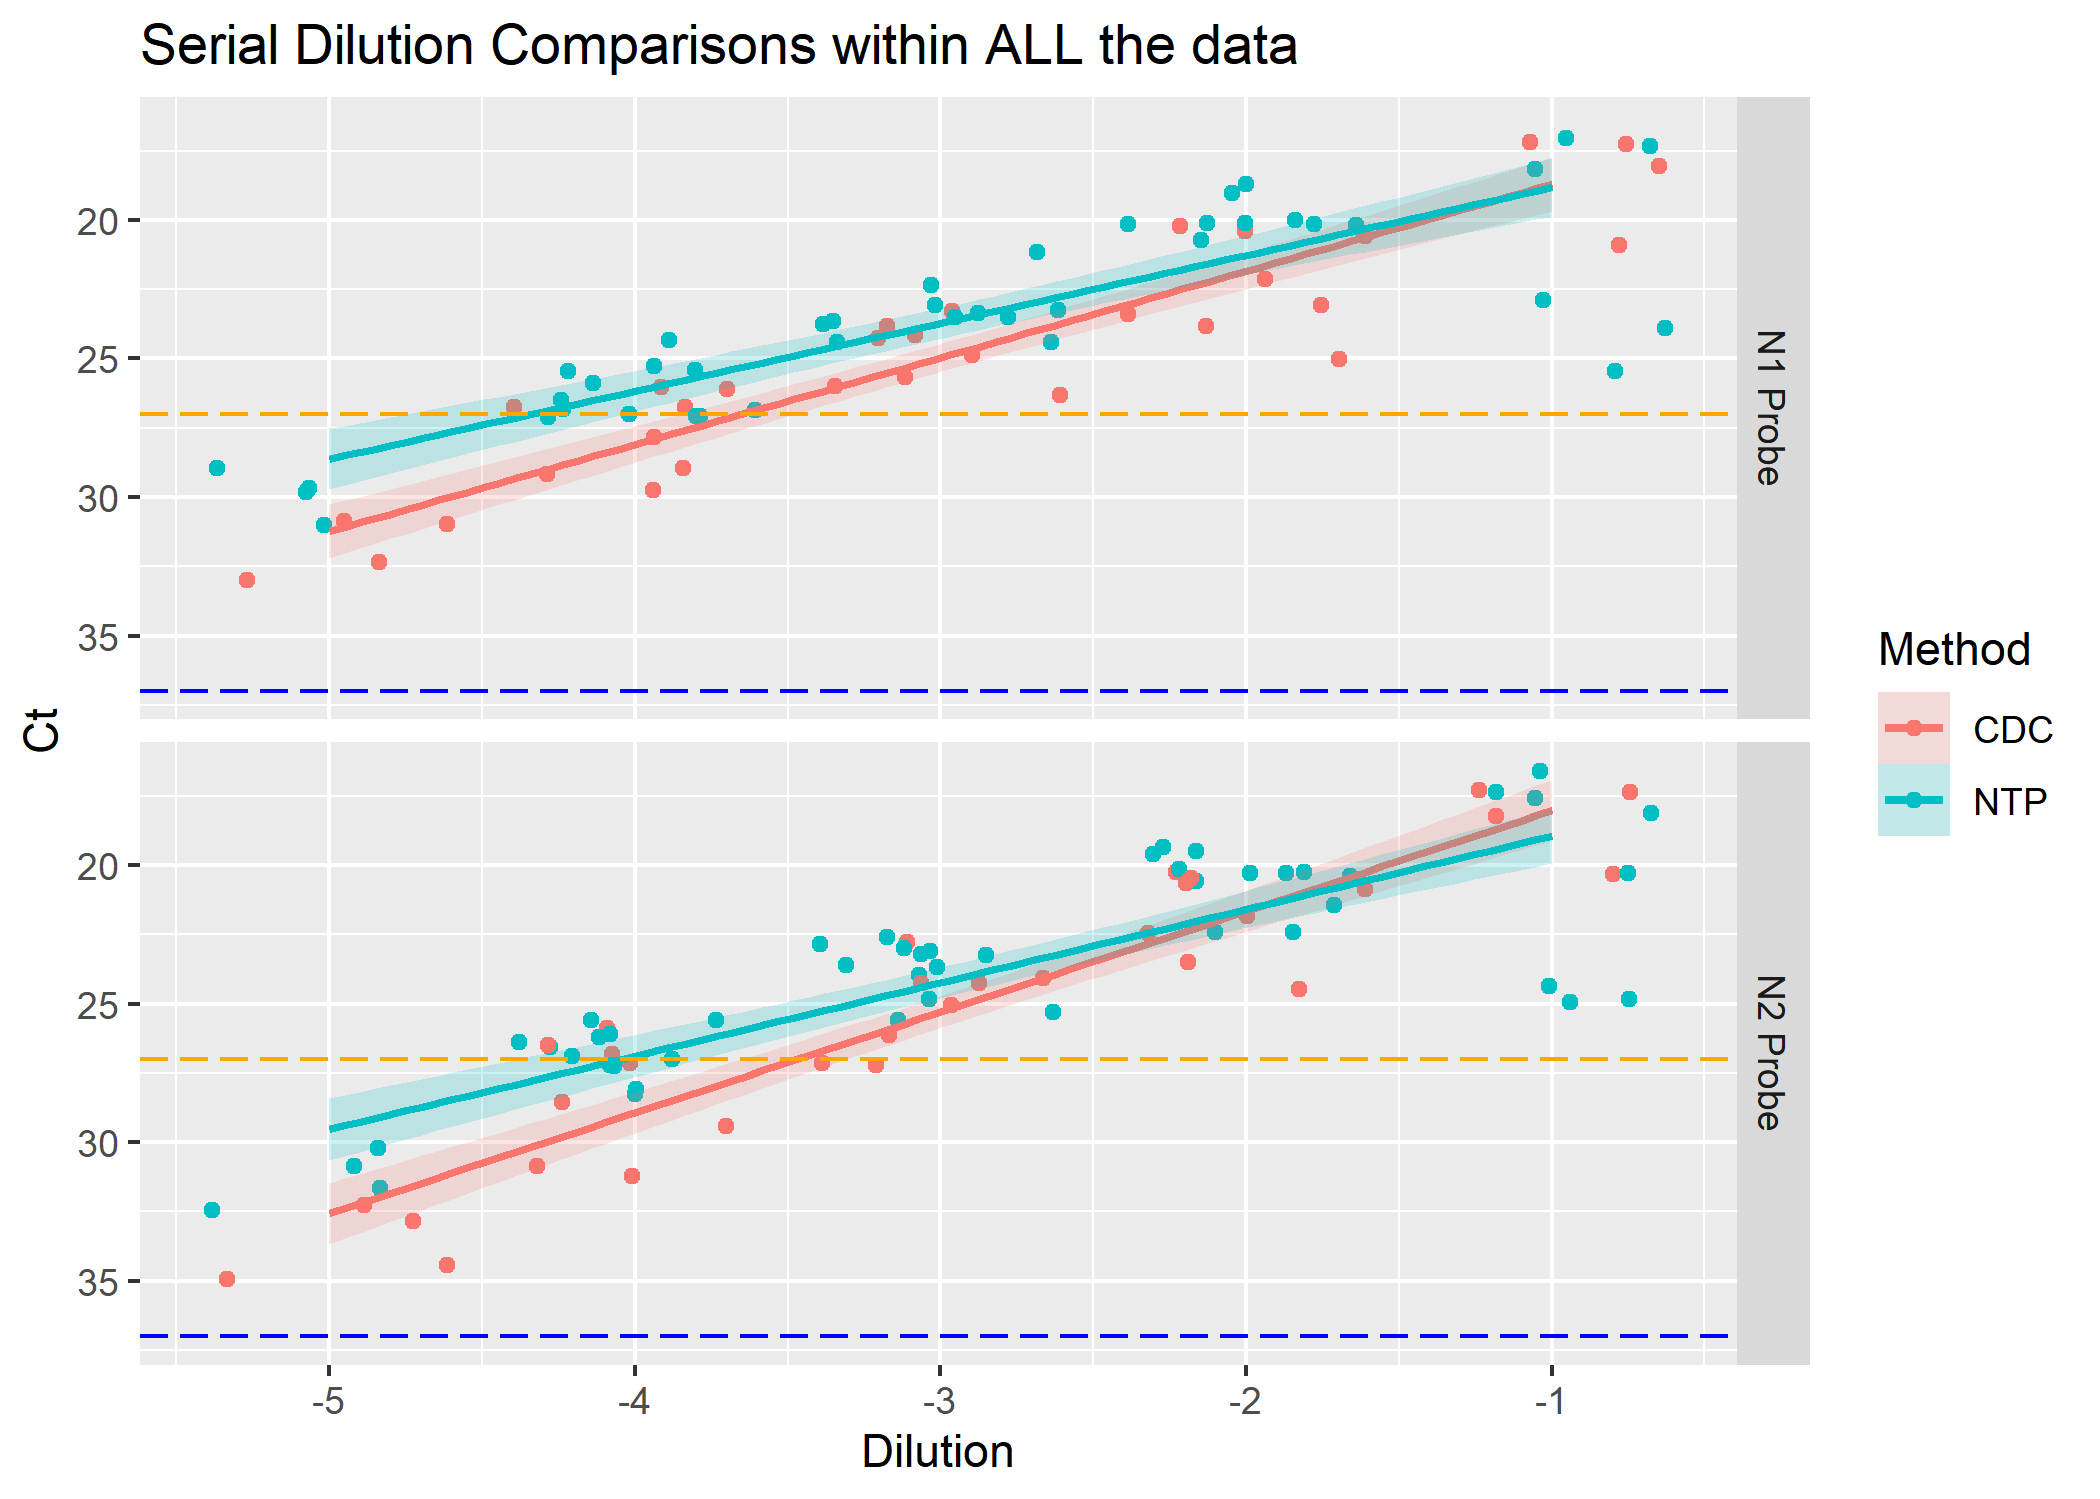 Serial Dilution Comparisons within ALL the data
20
25
30
35
N1 Probe
Ct
20
25
30
35
N2 Probe
-5
-4
-3
-2
-1
Dilution
Method
CDC
NTP